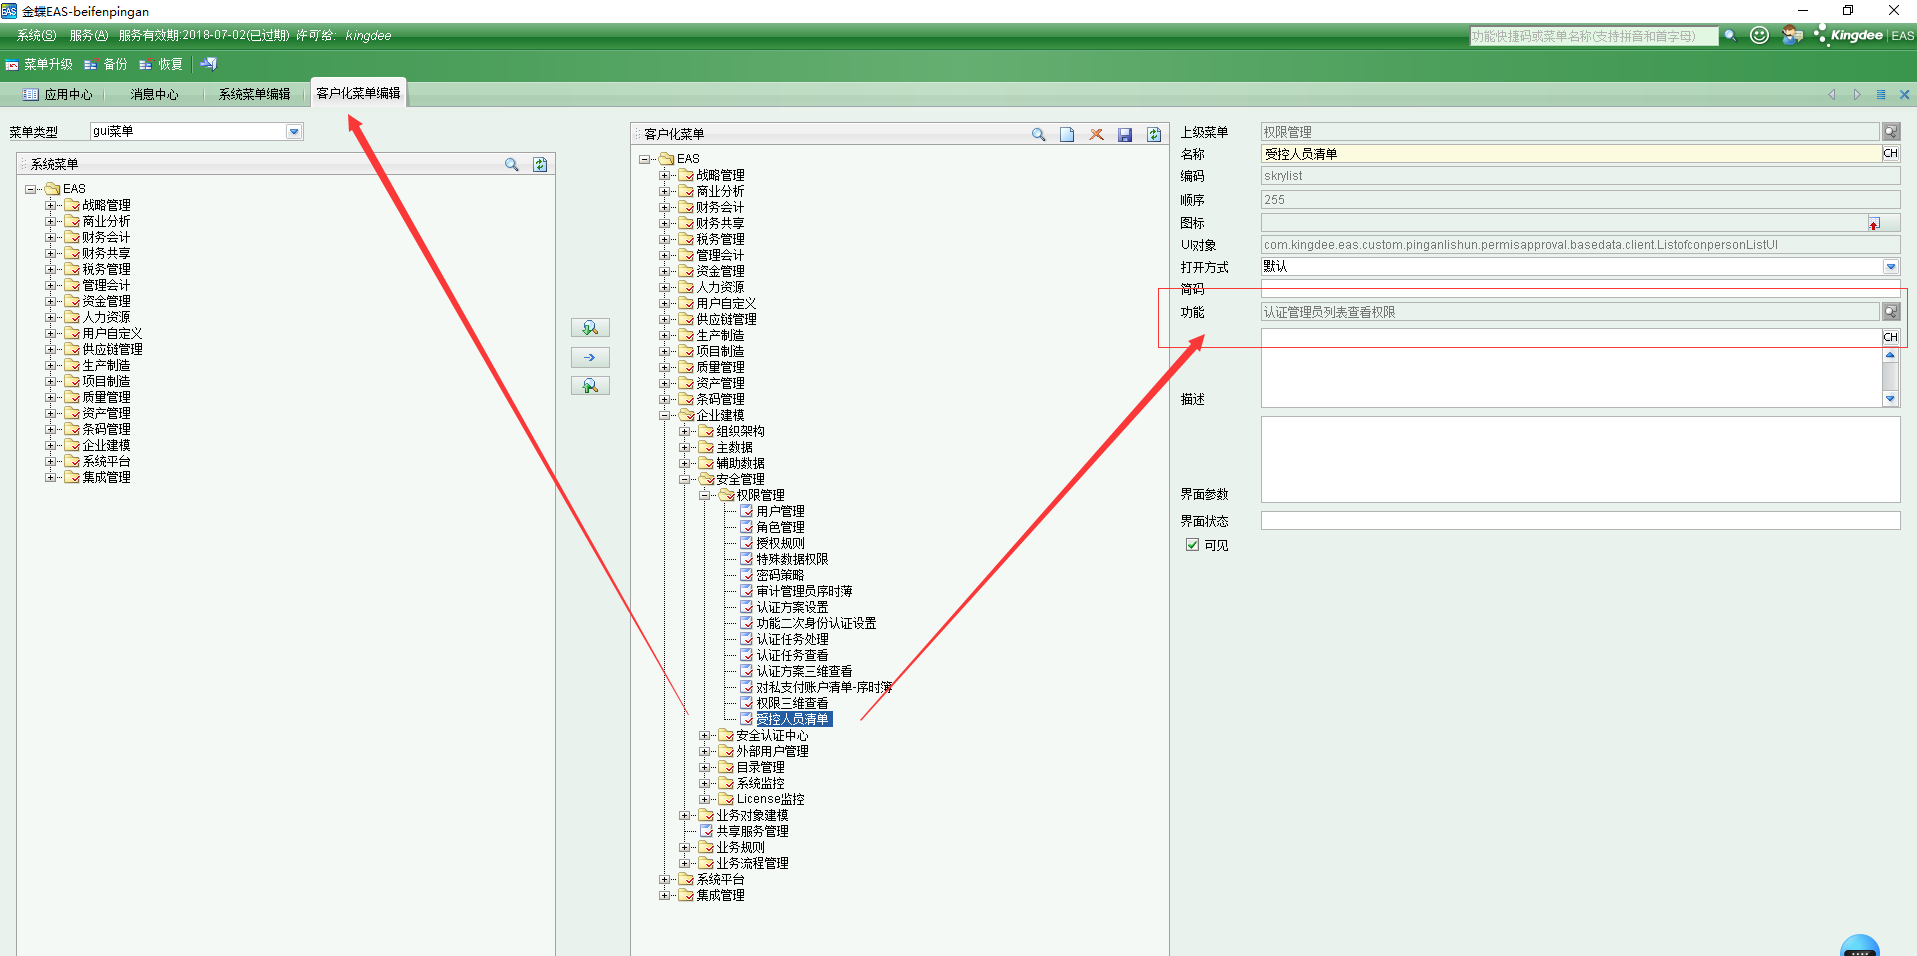 金蝶EAS-beifenpingan
系统(S) 服务(A) 服务有效期:2018-07-02(已过期) 许可给: kingdee
功能快捷码或菜单名称(支持拼音和首字母)
Kingdee EAS
菜单升级 备份 恢复
应用中心 消息中心 系统菜单编辑 客户化菜单编辑
菜单类型 gui菜单
系统菜单
EAS
战略管理
商业分析
财务会计
财务共享
税务管理
管理会计
资金管理
人力资源
用户自定义
供应链管理
生产制造
项目制造
质量管理
资产管理
条码管理
企业建模
系统平台
集成管理
客户化菜单
EAS
战略管理
商业分析
财务会计
财务共享
税务管理
管理会计
资金管理
人力资源
用户自定义
供应链管理
生产制造
项目制造
质量管理
资产管理
条码管理
企业建模
组织架构
主数据
辅助数据
安全管理
权限管理
用户管理
角色管理
授权规则
特殊数据权限
密码策略
审计管理员序时薄
认证方案设置
功能二次身份认证设置
认证任务处理
认证任务查看
认证方案三维查看
对私支付账户清单-序时簿
权限三维查看
受控人员清单
安全认证中心
外部用户管理
目录管理
系统监控
License监控
业务对象建模
共享服务管理
业务规则
业务流程管理
系统平台
集成管理
上级菜单 权限管理
名称 受控人员清单 CH
编码 skrylist
顺序 255
图标
UI对象 com.kingdee.eas.custom.pinganlishun.permisapproval.basedata.client.ListofconpersonListUI
打开方式 默认
简码
功能 认证管理员列表查看权限
CH
描述
界面参数
界面状态
可见